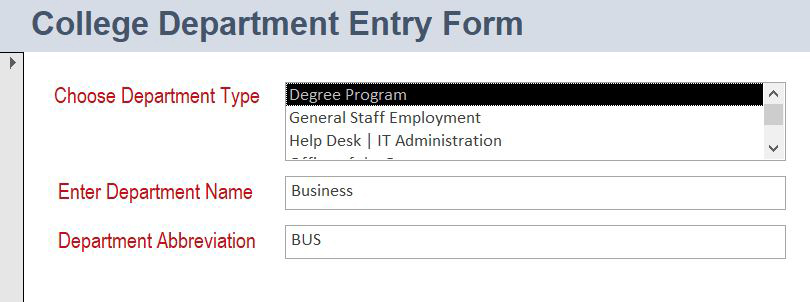 College Department Entry Form
Choose Department Type
Degree Program
General Staff Employment
Help Desk | IT Administration
Enter Department Name
Business
Department Abbreviation
BUS